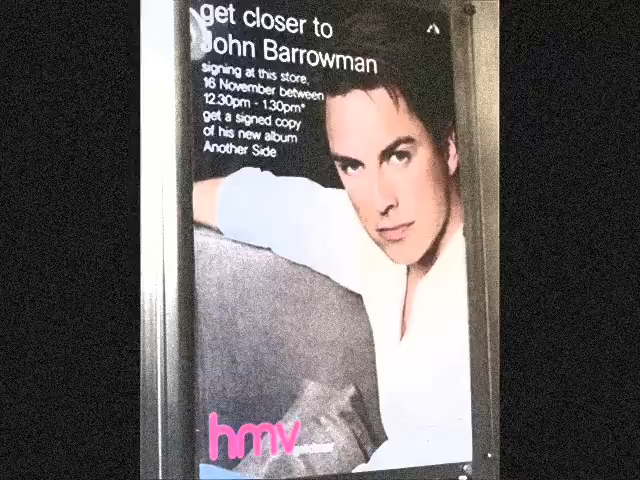 get closer to
John Barrowman
signing at this store,
16 November between
12.30pm - 1.30pm*
get a signed copy
of his new album
Another Side
hmv